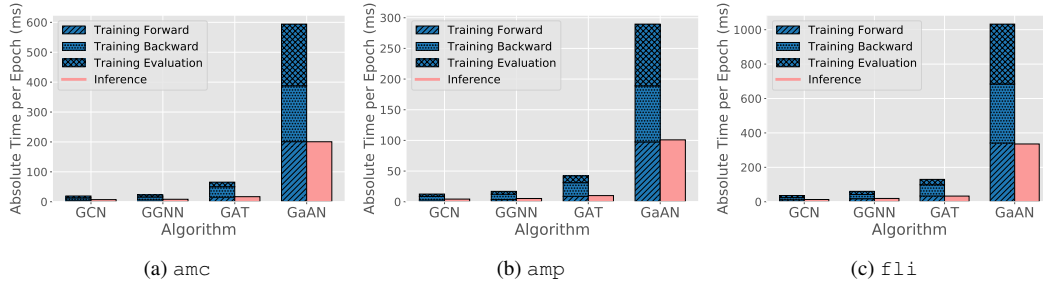 Absolute Time per Epoch (ms)
600
500
400
300
200
100
0
Training Forward
Training Backward
Training Evaluation
Inference
GCN GGNN GAT GaAN
Algorithm
(a) amc
Absolute Time per Epoch (ms)
300
250
200
150
100
50
0
Training Forward
Training Backward
Training Evaluation
Inference
GCN GGNN GAT GaAN
Algorithm
(b) amp
Absolute Time per Epoch (ms)
1000
800
600
400
200
0
Training Forward
Training Backward
Training Evaluation
Inference
GCN GGNN GAT GaAN
Algorithm
(c) fli